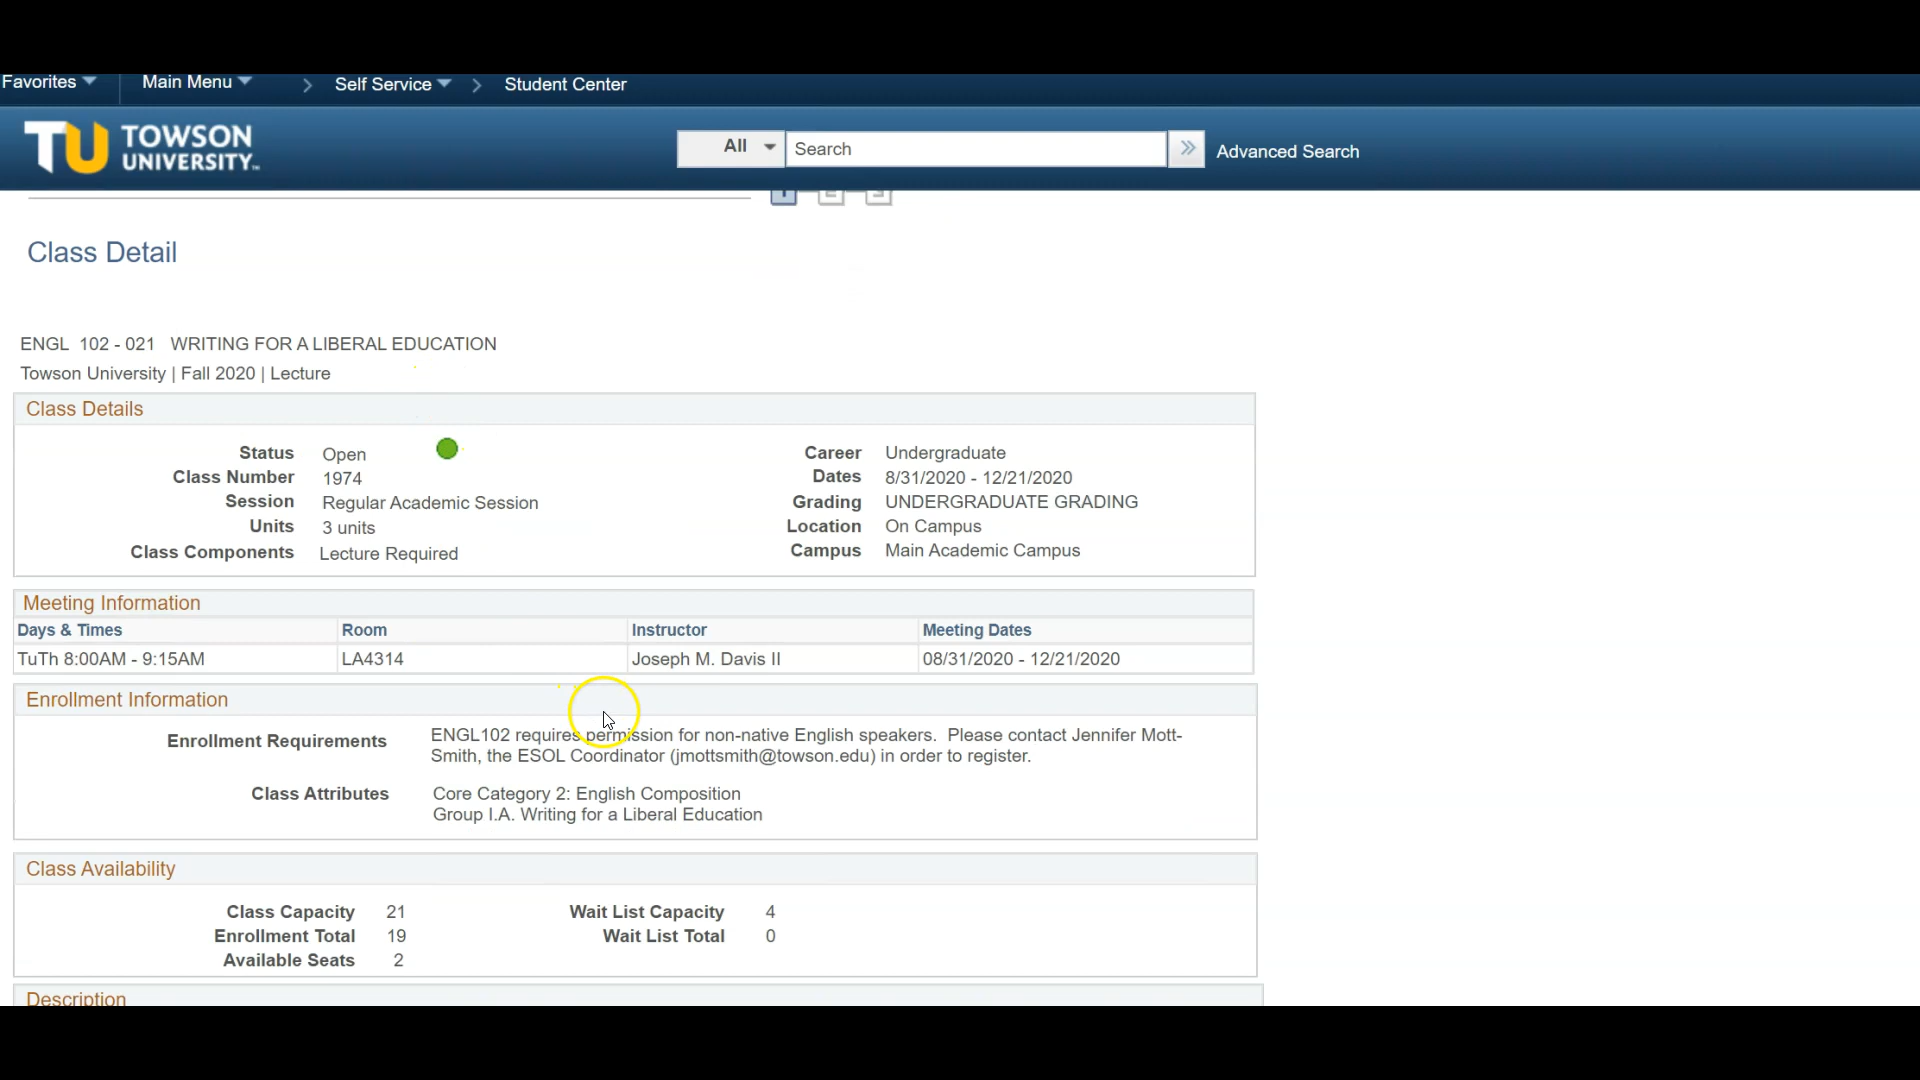 Favorites Main Menu > Self Service > Student Center
TU TOWSON UNIVERSITY™
All Search » Advanced Search
1 2 3
Class Detail
ENGL 102 - 021 WRITING FOR A LIBERAL EDUCATION
Towson University | Fall 2020 | Lecture
Class Details
Status Open Career Undergraduate
Class Number 1974 Dates 8/31/2020 - 12/21/2020
Session Regular Academic Session Grading UNDERGRADUATE GRADING
Units 3 units Location On Campus
Class Components Lecture Required Campus Main Academic Campus
Meeting Information
Days & Times Room Instructor Meeting Dates
TuTh 8:00AM - 9:15AM LA4314 Joseph M. Davis II 08/31/2020 - 12/21/2020
Enrollment Information
Enrollment Requirements ENGL102 requires permission for non-native English speakers. Please contact Jennifer Mott-
Smith, the ESOL Coordinator (jmottsmith@towson.edu) in order to register.
Class Attributes Core Category 2: English Composition
Group I.A. Writing for a Liberal Education
Class Availability
Class Capacity 21 Wait List Capacity 4
Enrollment Total 19 Wait List Total 0
Available Seats 2
Description